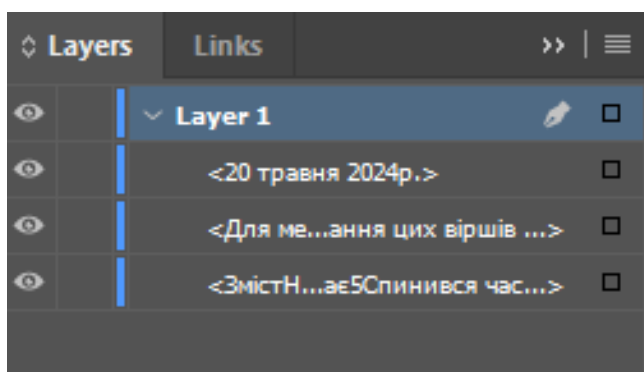 Layers Links
Layer 1
<20 травня 2024р.>
<Для ме...ання цих віршів ...>
<ЗмістН...ає5Спинився час...>